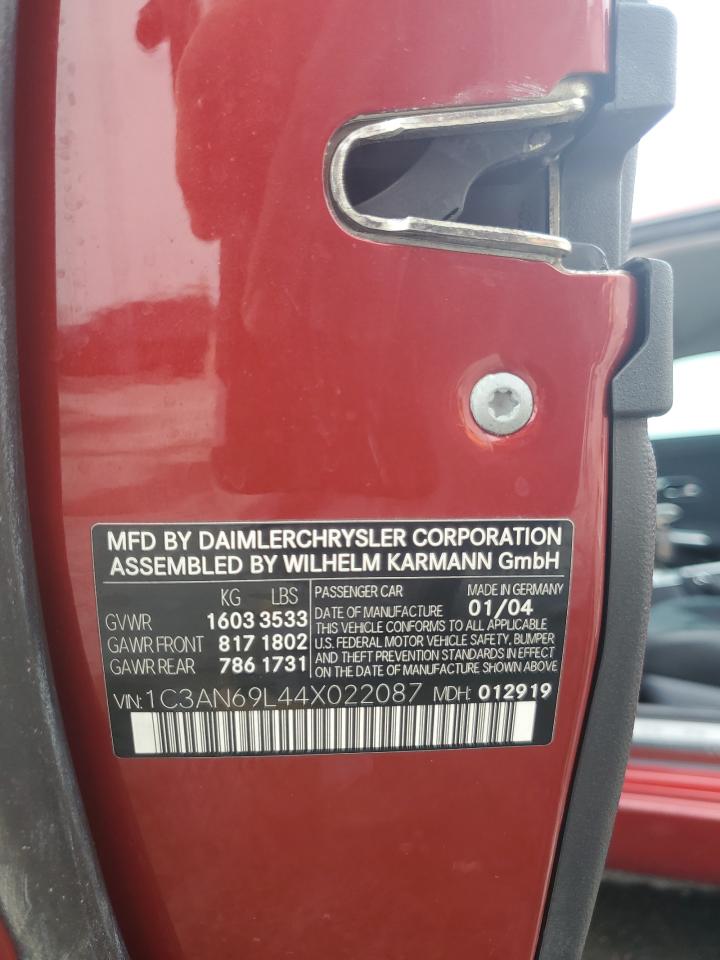 MFD BY DAIMLERCHRYSLER CORPORATION
ASSEMBLED BY WILHELM KARMANN GmbH
KG LBS
GVWR 1603 3533
GAWR FRONT 817 1802
GAWR REAR 786 1731
PASSENGER CAR MADE IN GERMANY
DATE OF MANUFACTURE 01/04
THIS VEHICLE CONFORMS TO ALL APPLICABLE
U.S. FEDERAL MOTOR VEHICLE SAFETY, BUMPER
AND THEFT PREVENTION STANDARDS IN EFFECT
ON THE DATE OF MANUFACTURE SHOWN ABOVE
VIN: 1C3AN69L44X022087 MDH: 012919